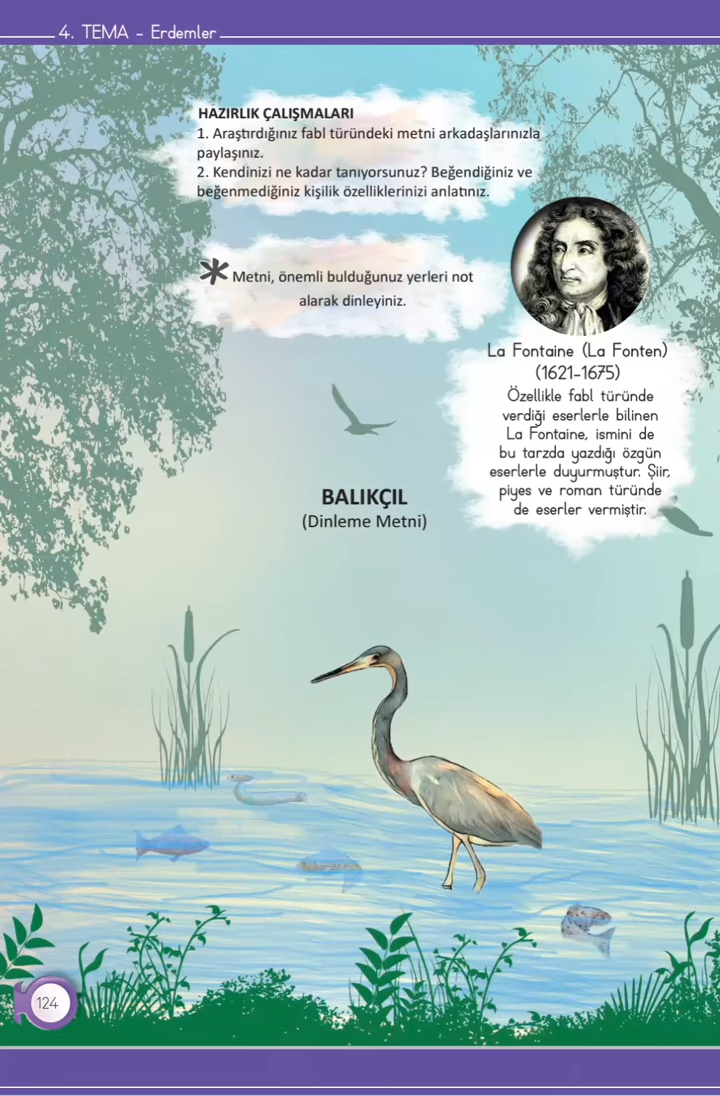 4. TEMA - Erdemler
HAZIRLIK ÇALIŞMALARI
1. Araştırdığınız fabl türündeki metni arkadaşlarınızla
paylaşınız.
2. Kendinizi ne kadar tanıyorsunuz? Beğendiğiniz ve
beğenmediğiniz kişilik özelliklerinizi anlatınız.
* Metni, önemli bulduğunuz yerleri not
alarak dinleyiniz.
La Fontaine (La Fonten)
(1621-1675)
Özellikle fabl türünde
verdiği eserlerle bilinen
La Fontaine, ismini de
bu tarzda yazdığı özgün
eserlerle duyurmuştur. Şiir,
piyes ve roman türünde
de eserler vermiştir.
BALIKÇIL
(Dinleme Metni)
124